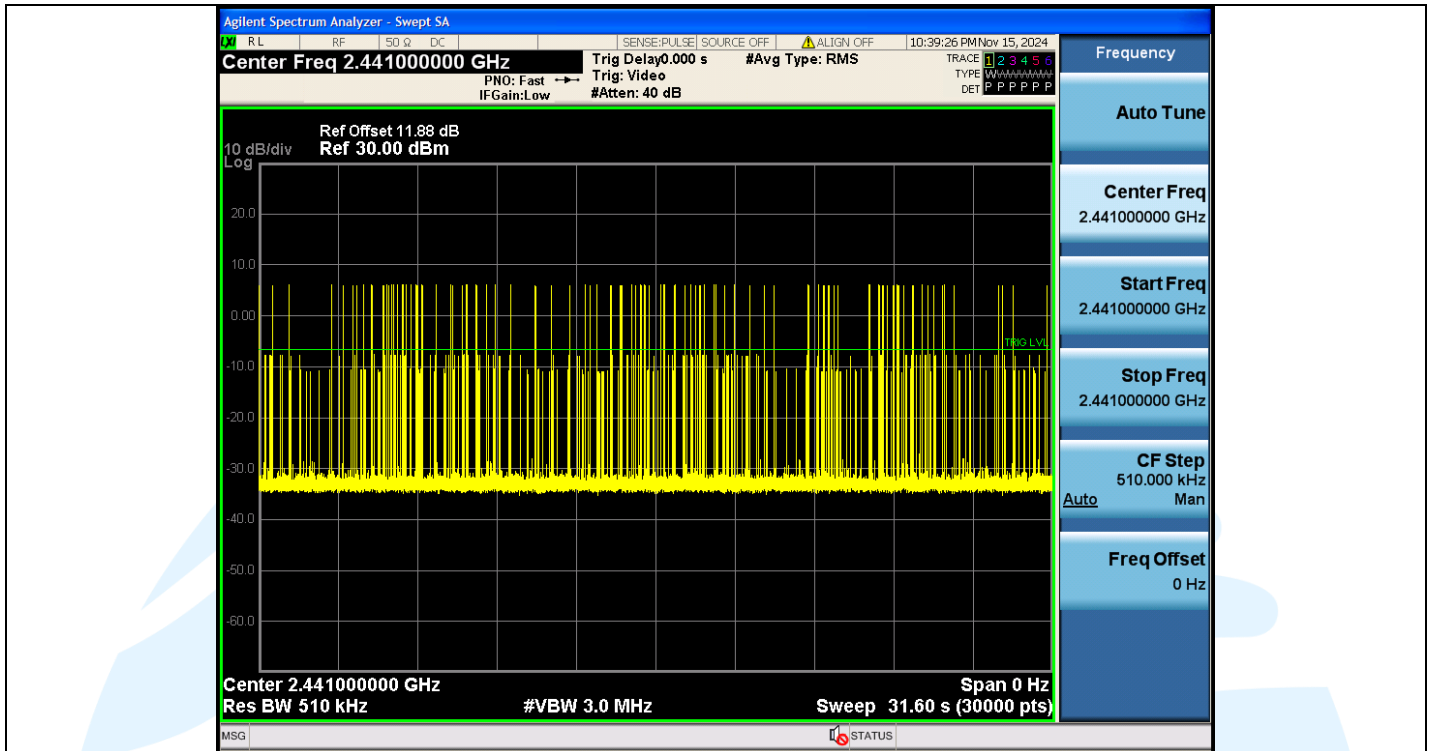 Agilent Spectrum Analyzer - Swept SA
LXI RL RF 50 Ω DC SENSE:PULSE SOURCE OFF ALIGN OFF 10:39:26 PM Nov 15, 2024
Center Freq 2.441000000 GHz
PNO: Fast
IFGain:Low
Trig Delay0.000 s
Trig: Video
#Atten: 40 dB
#Avg Type: RMS
TRACE 1 2 3 4 5 6
TYPE WWWWWW
DET P P P P P P
Ref Offset 11.88 dB
10 dB/div Ref 30.00 dBm
Log
20.0
10.0
0.00
TRIG LVL
-10.0
-20.0
-30.0
-40.0
-50.0
-60.0
Center 2.441000000 GHz Span 0 Hz
Res BW 510 kHz #VBW 3.0 MHz Sweep 31.60 s (30000 pts)
MSG STATUS
Frequency
Auto Tune
Center Freq
2.441000000 GHz
Start Freq
2.441000000 GHz
Stop Freq
2.441000000 GHz
CF Step
510.000 kHz
Auto Man
Freq Offset
0 Hz